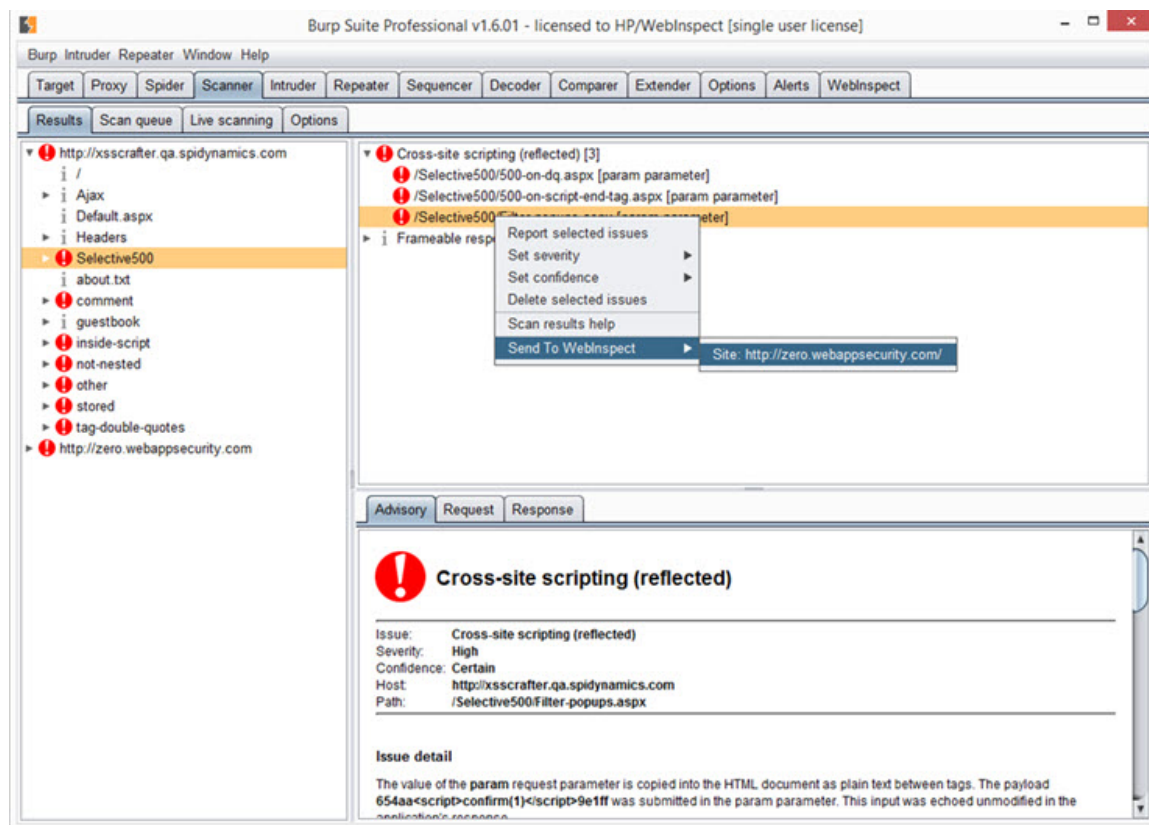 Burp Suite Professional v1.6.01 - licensed to HP/WebInspect [single user license]
Burp Intruder Repeater Window Help
Target Proxy Spider Scanner Intruder Repeater Sequencer Decoder Comparer Extender Options Alerts WebInspect
Results Scan queue Live scanning Options
http://xsscrafter.qa.spidynamics.com
/
Ajax
Default.aspx
Headers
Selective500
about.txt
comment
guestbook
inside-script
not-nested
other
stored
tag-double-quotes
http://zero.webappsecurity.com
Cross-site scripting (reflected) [3]
/Selective500/500-on-dq.aspx [param parameter]
/Selective500/500-on-script-end-tag.aspx [param parameter]
/Selective500/Filter-popups.aspx [param parameter]
Frameable resp
Report selected issues
Set severity
Set confidence
Delete selected issues
Scan results help
Send To WebInspect
Site: http://zero.webappsecurity.com/
Advisory Request Response
Cross-site scripting (reflected)
Issue: Cross-site scripting (reflected)
Severity: High
Confidence: Certain
Host: http://xsscrafter.qa.spidynamics.com
Path: /Selective500/Filter-popups.aspx
Issue detail
The value of the param request parameter is copied into the HTML document as plain text between tags. The payload
654aa<script>confirm(1)</script>9e1ff was submitted in the param parameter. This input was echoed unmodified in the
application's response.